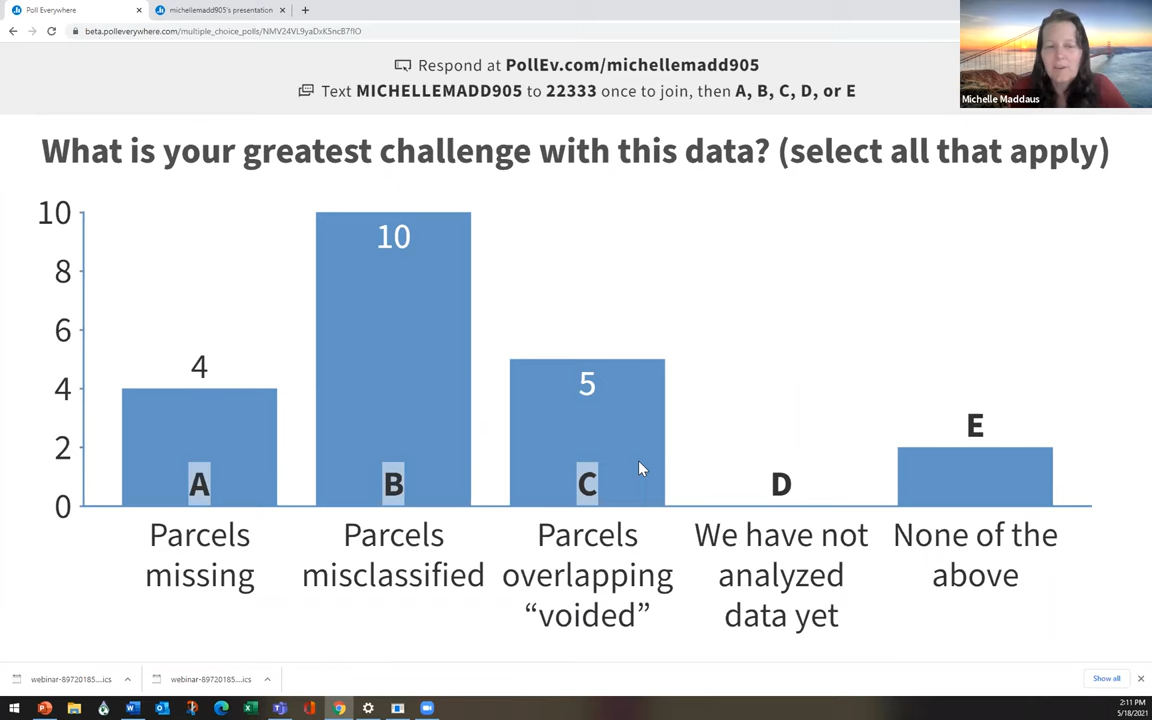 Poll Everywhere
michellemadd905's presentation
beta.polleverywhere.com/multiple_choice_polls/
Michelle Maddaus
Respond at PollEv.com/michellemadd905
Text MICHELLEMADD905 to 22333 once to join, then A, B, C, D, or E
What is your greatest challenge with this data? (select all that apply)
10
8
6
4
2
0
4
10
5
A
B
C
D
E
Parcels
missing
Parcels
misclassified
Parcels
overlapping
“voided”
We have not
analyzed
data yet
None of the
above
webinar-89720185....ics
webinar-89720185....ics
Show all
2:11 PM
5/18/2021